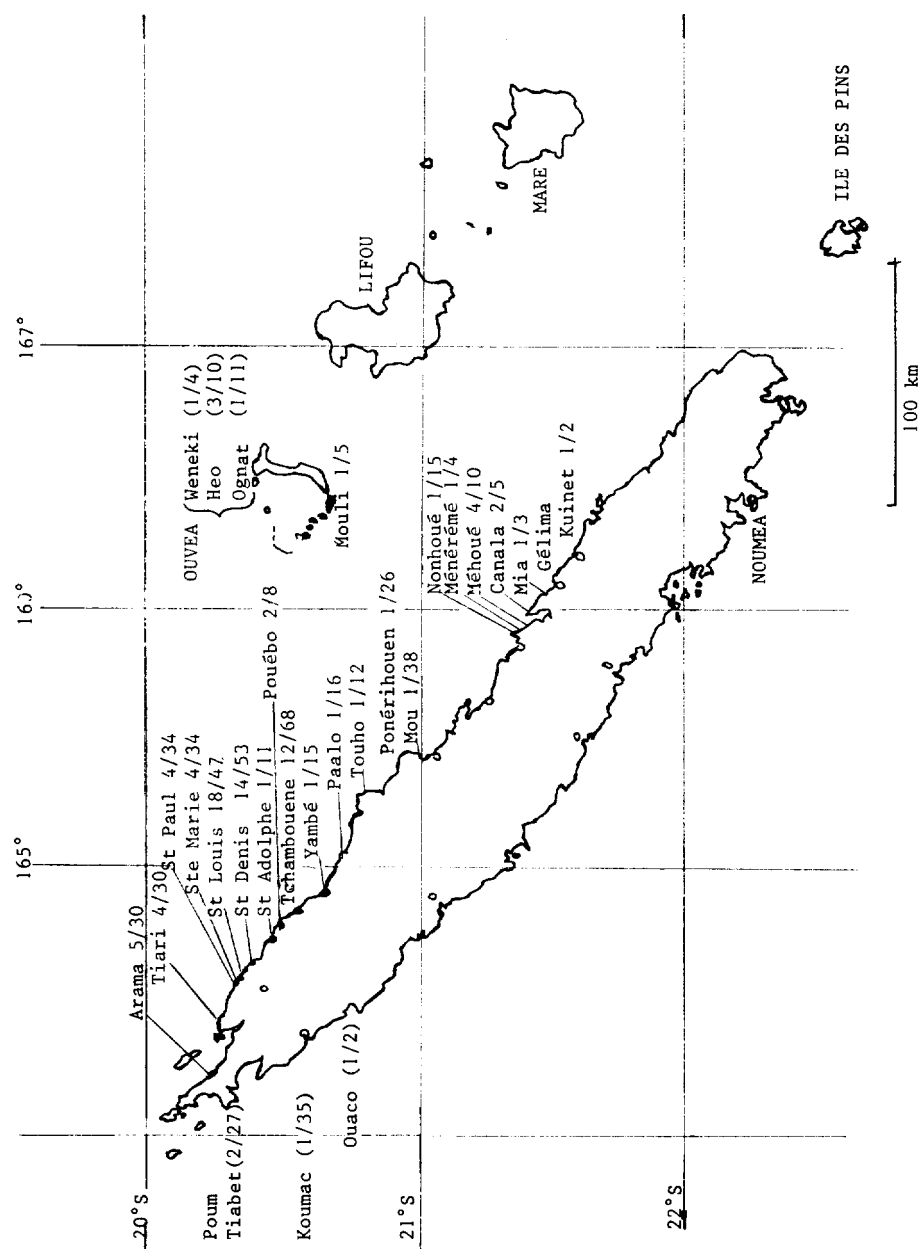 167°
160°
165°
20°S
21°S
22°S
OUVEA
Weneki (1/4)
Heo (3/10)
Ognat (1/11)
Mouli 1/5
LIFOU
MARE
ILE DES PINS
NOUMEA
100 km
Arama 5/30
Tiari 4/30
St Paul 4/34
Ste Marie 4/34
St Louis 18/47
St Denis 14/53
St Adolphe 1/11
Pouébo 2/8
Tchambouene 12/68
Yambé 1/15
Paalo 1/16
Touho 1/12
Ponérihouen 1/26
Mou 1/38
Nonhoué 1/15
Ménérémé 1/4
Méhoué 4/10
Canala 2/5
Mia 1/3
Gélima
Kuinet 1/2
Poum
Tiabet(2/27)
Koumac (1/35)
Ouaco (1/2)